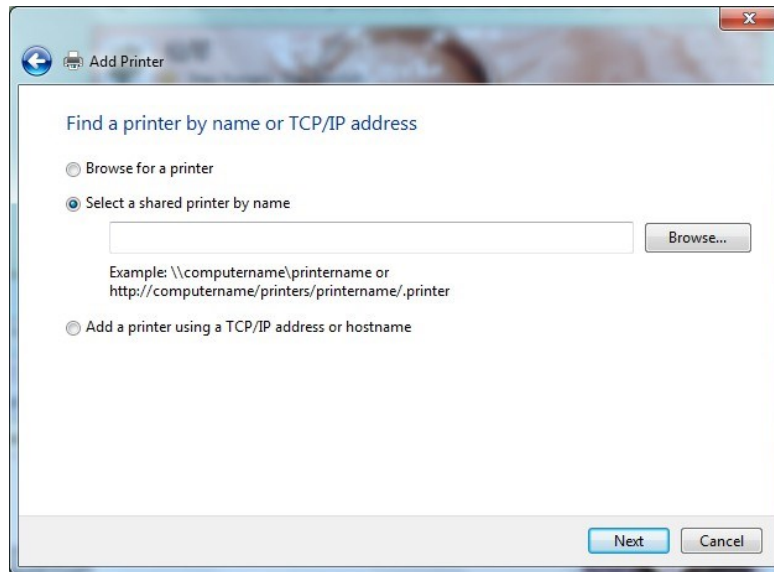 Add Printer
Find a printer by name or TCP/IP address
Browse for a printer
Select a shared printer by name
Browse...
Example: \\computername\printername or
http://computername/printers/printername/.printer
Add a printer using a TCP/IP address or hostname
Next
Cancel